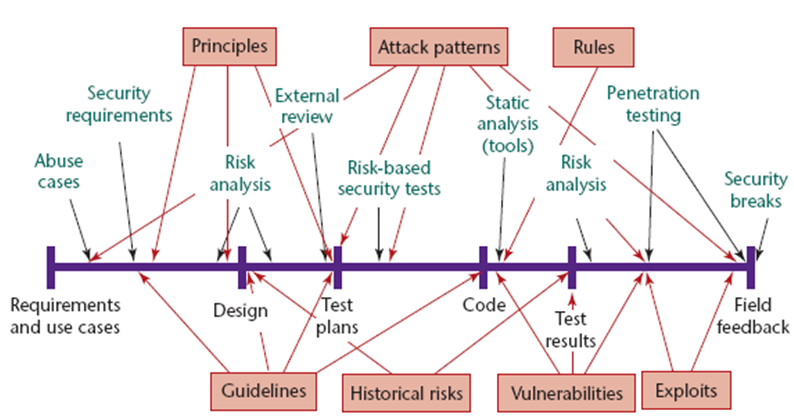 Principles
Attack patterns
Rules
Security
requirements
External
review
Static
analysis
(tools)
Penetration
testing
Abuse
cases
Risk
analysis
Risk-based
security tests
Risk
analysis
Security
breaks
Requirements
and use cases
Design
Test
plans
Code
Test
results
Field
feedback
Guidelines
Historical risks
Vulnerabilities
Exploits